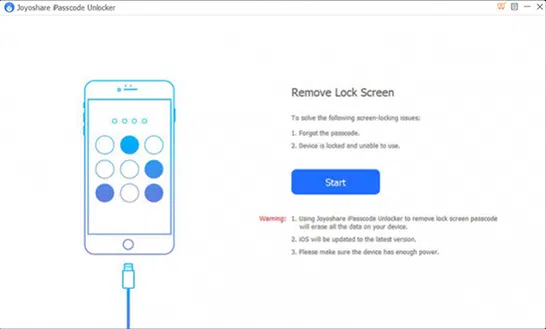 Joyoshare iPasscode Unlocker
Remove Lock Screen
To solve the following screen-locking issues:
1. Forgot the passcode.
2. Device is locked and unable to use.
Start
Warning: 1. Using Joyoshare iPasscode Unlocker to remove lock screen passcode
will erase all the data on your device.
2. iOS will be updated to the latest version.
3. Please make sure the device has enough power.